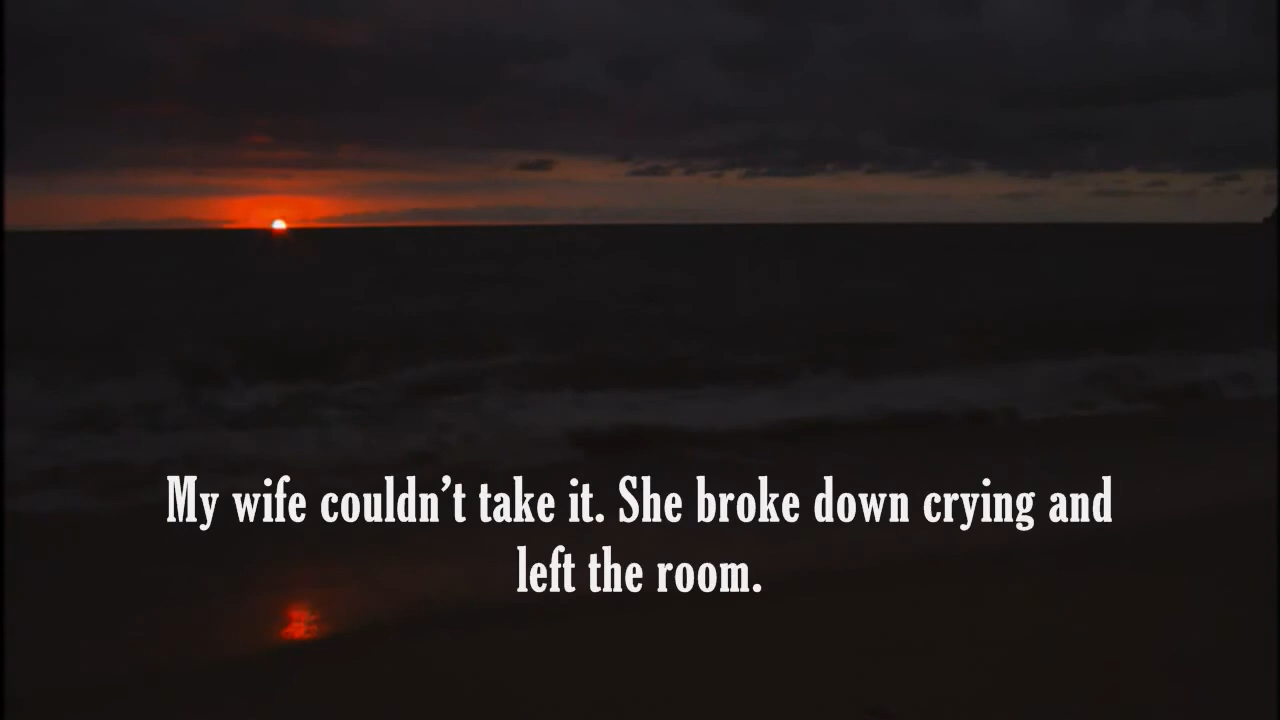 My wife couldn’t take it. She broke down crying and
left the room.